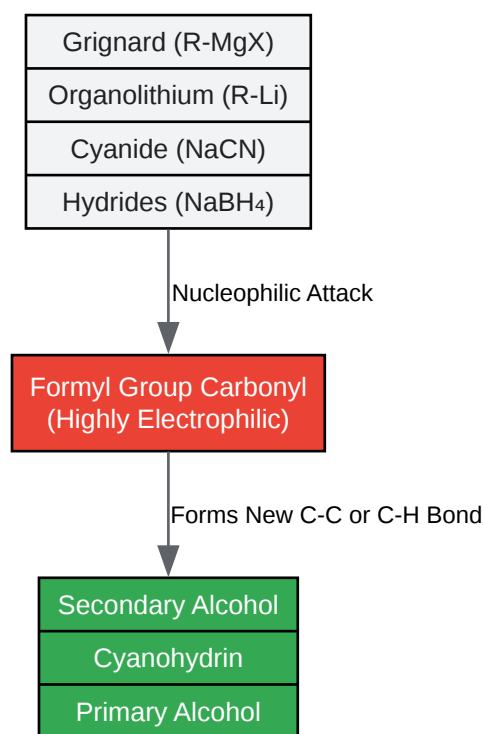 Grignard (R-MgX)
Organolithium (R-Li)
Cyanide (NaCN)
Hydrides (NaBH₄)
Nucleophilic Attack
Formyl Group Carbonyl
(Highly Electrophilic)
Forms New C-C or C-H Bond
Secondary Alcohol
Cyanohydrin
Primary Alcohol